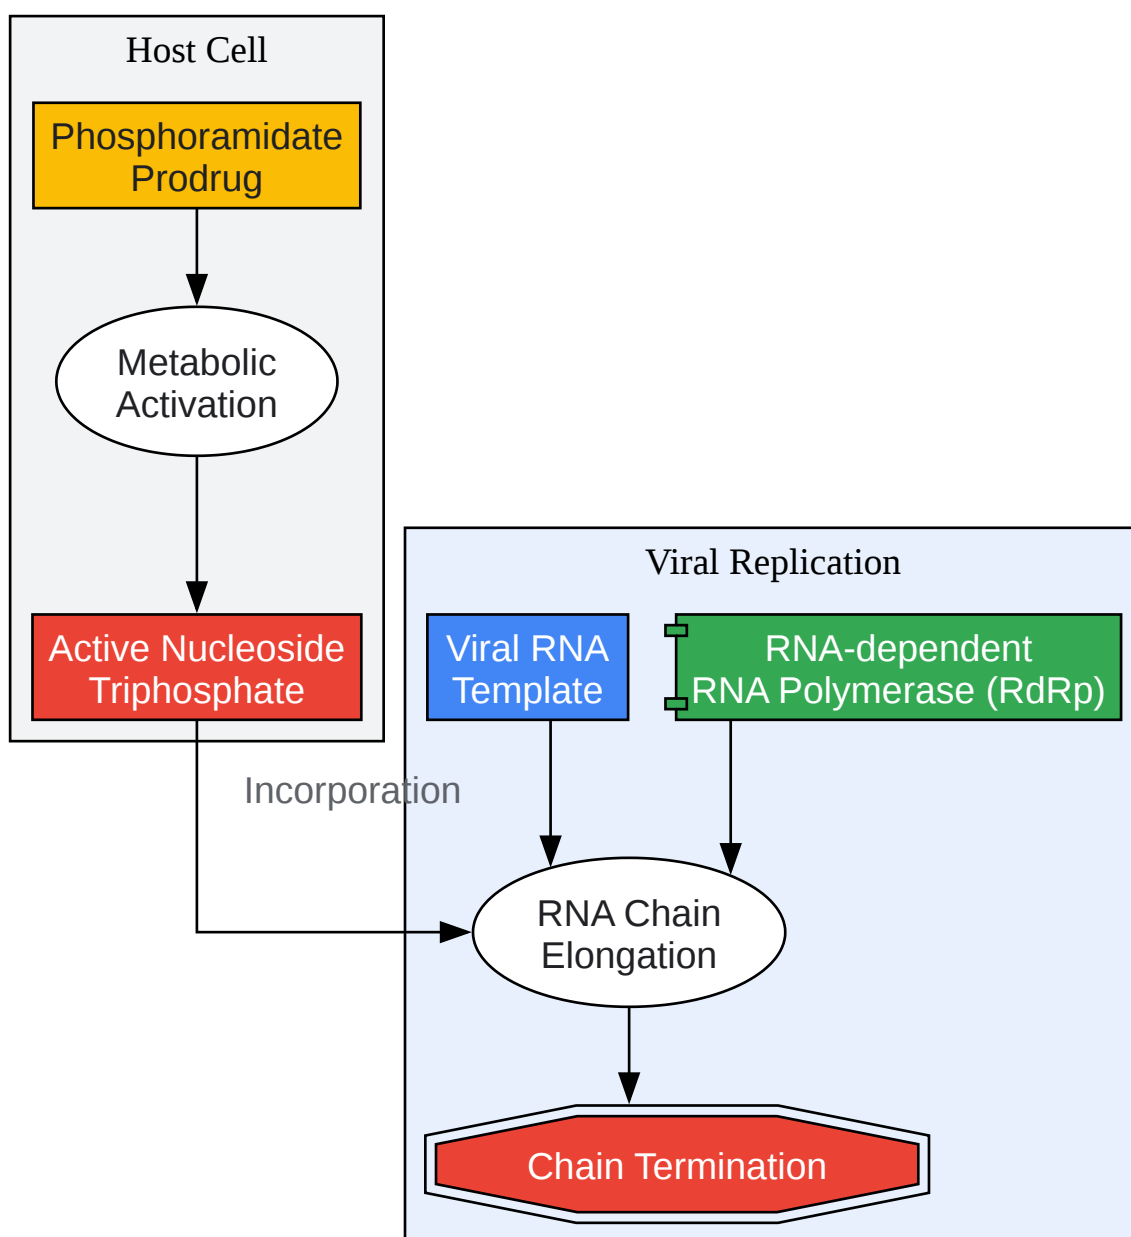 Host Cell
Phosphoramidate
Prodrug
Metabolic
Activation
Active Nucleoside
Triphosphate
Viral Replication
Viral RNA
Template
RNA-dependent
RNA Polymerase (RdRp)
Incorporation
RNA Chain
Elongation
Chain Termination